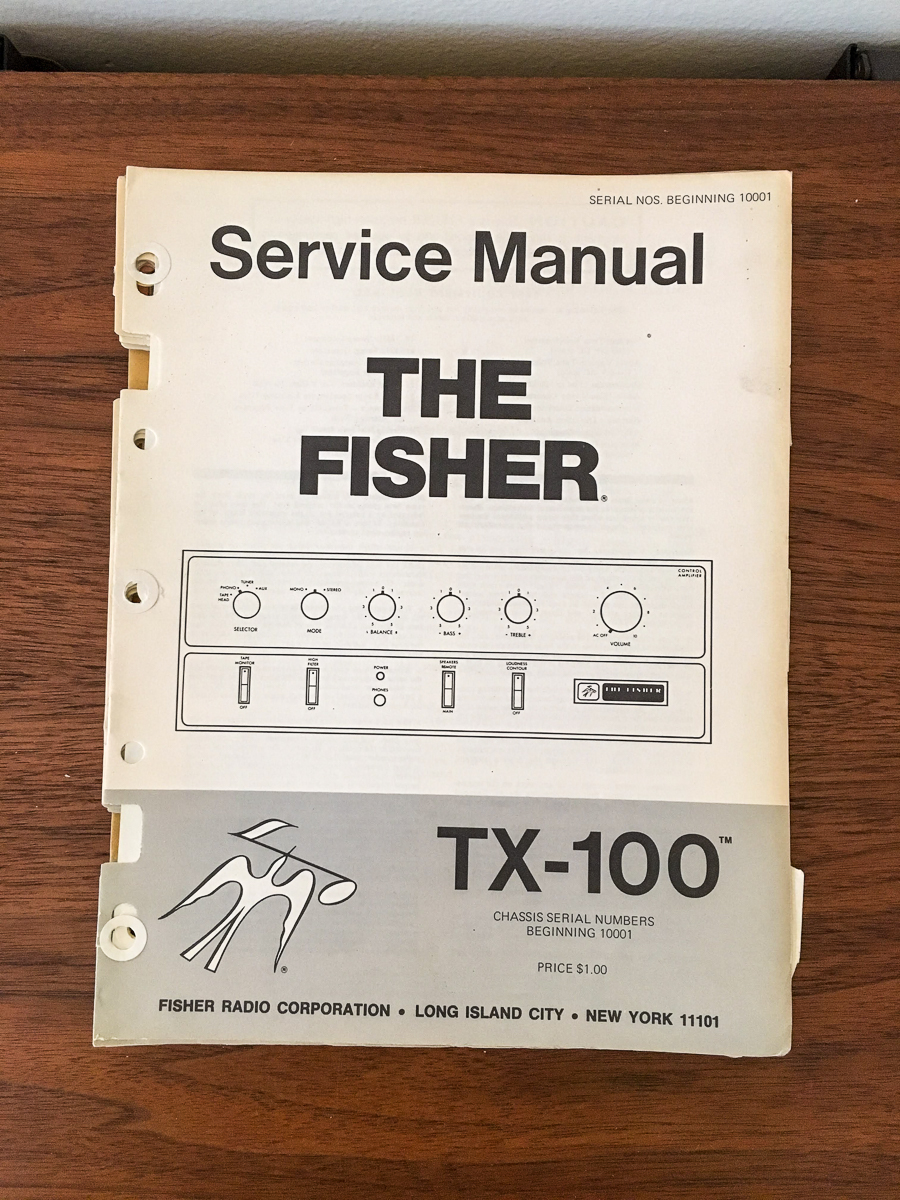 SERIAL NOS. BEGINNING 10001
Service Manual
THE
FISHER®
CONTROL
AMPLIFIER
TUNER
PHONO
AUX
TAPE
HEAD
SELECTOR
MONO
STEREO
MODE
- BALANCE +
- BASS +
- TREBLE +
AC OFF
10
VOLUME
TAPE
MONITOR
OFF
HIGH
FILTER
OFF
POWER
PHONES
SPEAKERS
REMOTE
MAIN
LOUDNESS
CONTOUR
OFF
THE FISHER
TX-100™
CHASSIS SERIAL NUMBERS
BEGINNING 10001
PRICE $1.00
®
FISHER RADIO CORPORATION • LONG ISLAND CITY • NEW YORK 11101